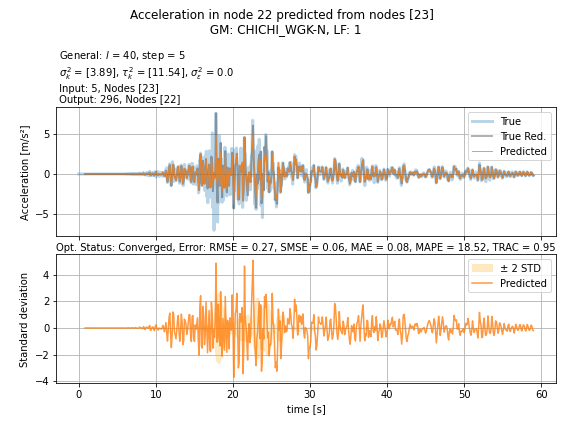 Acceleration in node 22 predicted from nodes [23]
GM: CHICHI_WGK-N, LF: 1
General: l = 40, step = 5
σ²ₖ = [3.89], τ²ₖ = [11.54], σ²ₑ = 0.0
Input: 5, Nodes [23]
Output: 296, Nodes [22]
True
True Red.
Predicted
Acceleration [m/s²]
5
0
−5
Opt. Status: Converged, Error: RMSE = 0.27, SMSE = 0.06, MAE = 0.08, MAPE = 18.52, TRAC = 0.95
± 2 STD
Predicted
Standard deviation
4
2
0
−2
−4
0 10 20 30 40 50 60
time [s]